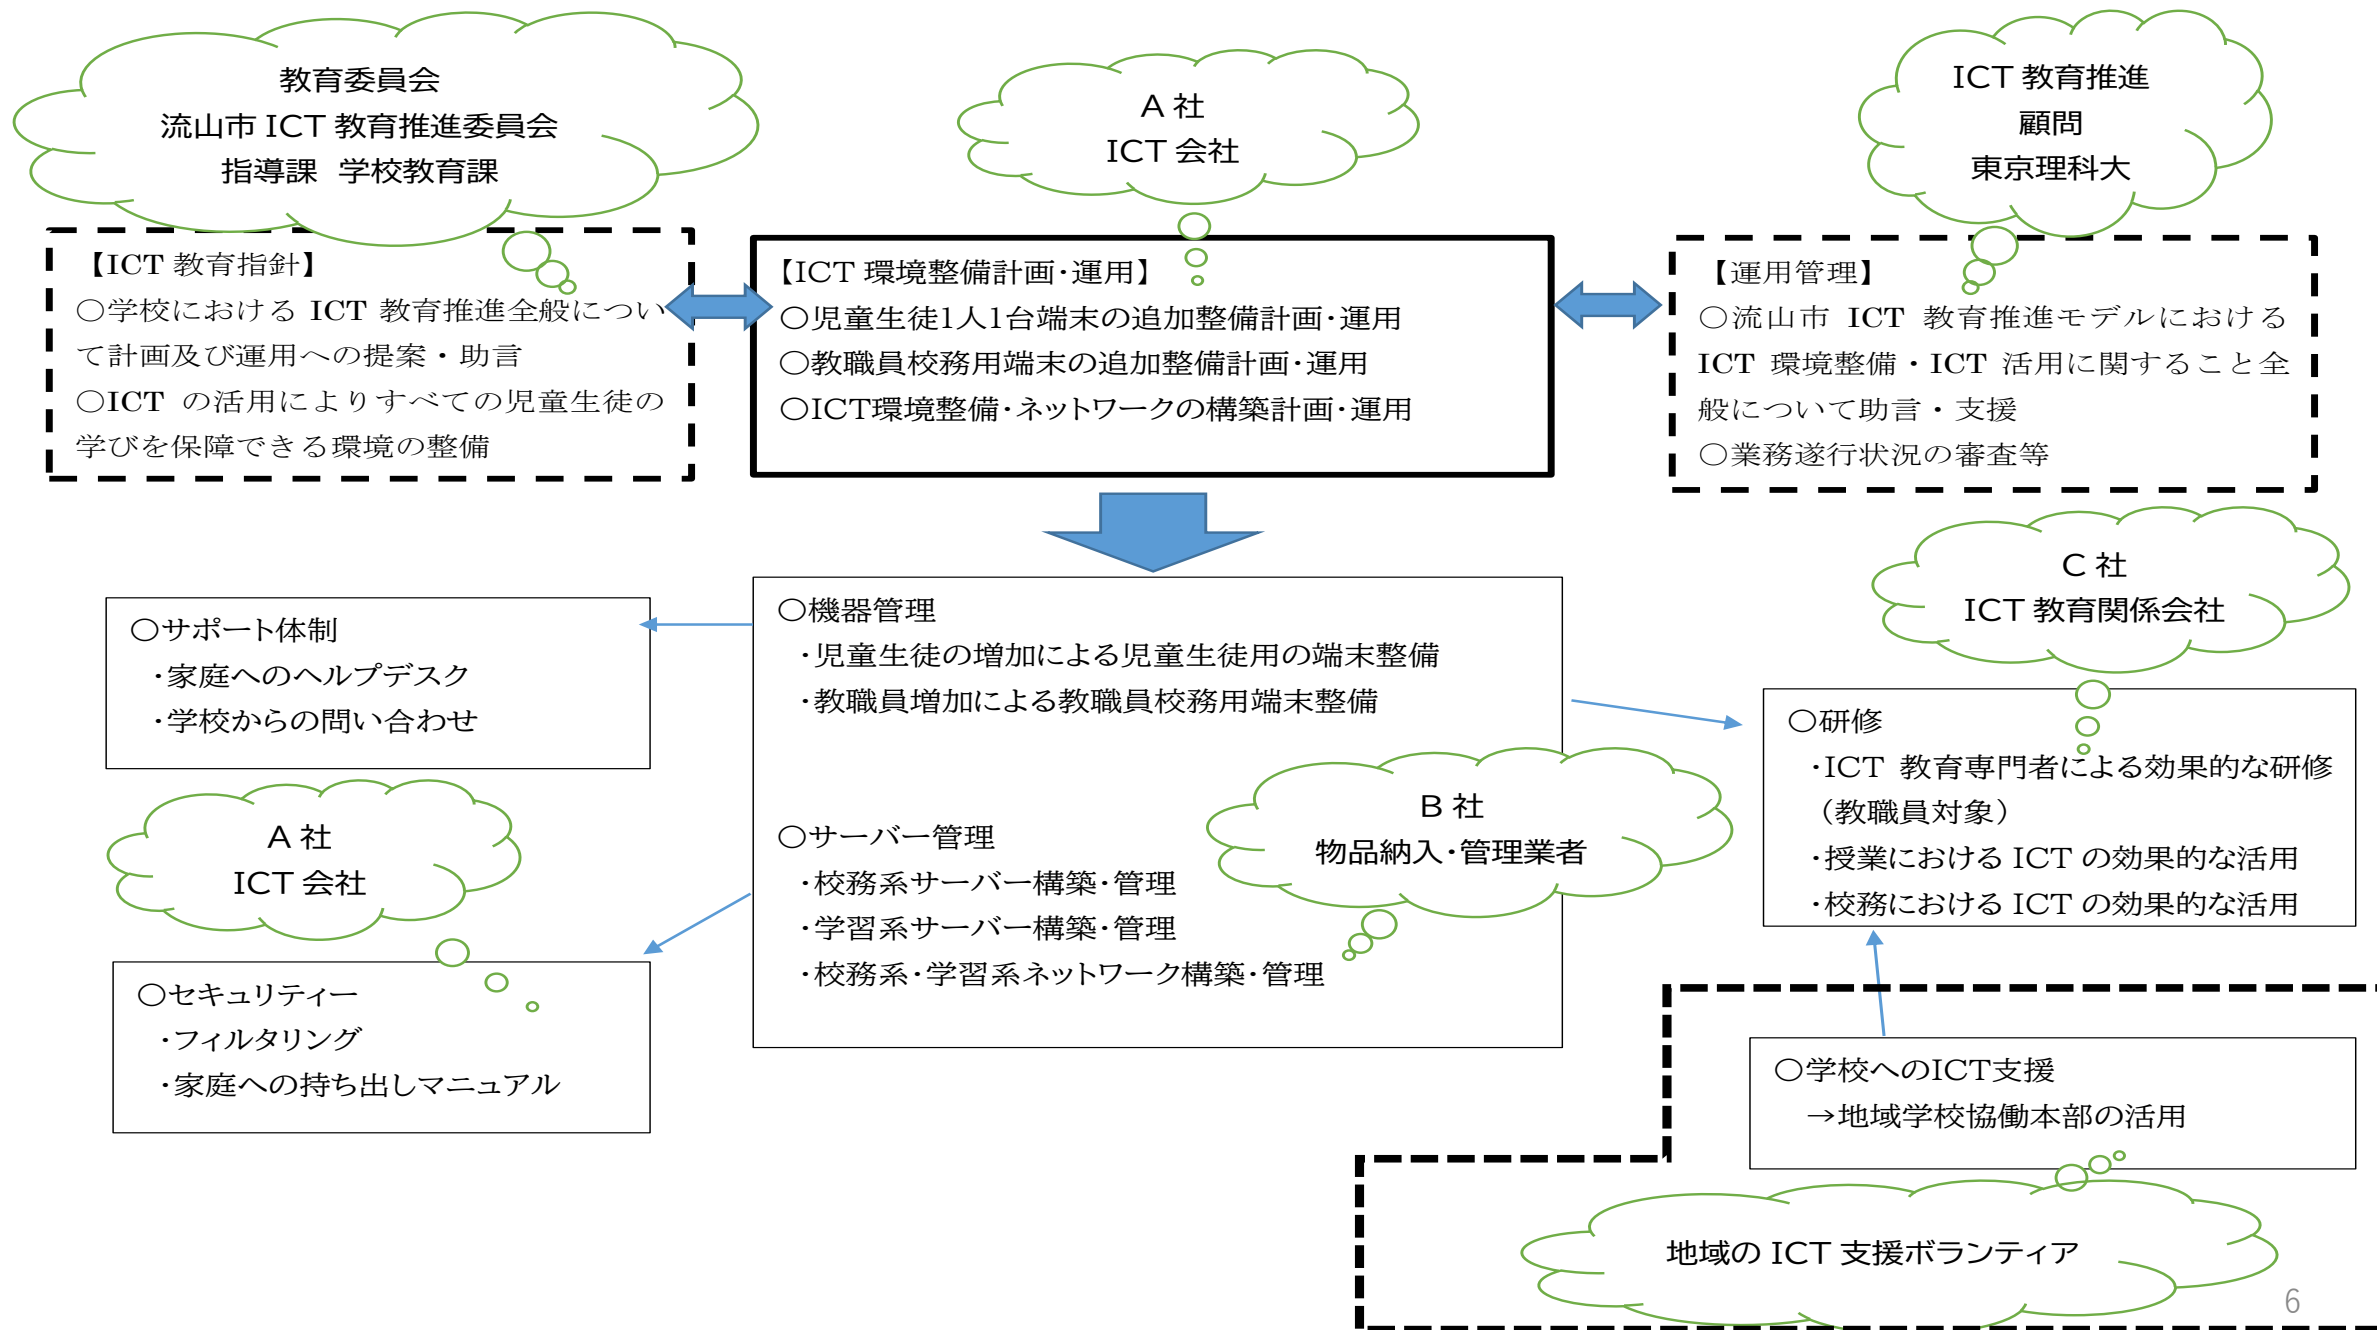 教育委員会
流山市 ICT 教育推進委員会
指導課　学校教育課
A 社
ICT 会社
ICT 教育推進
顧問
東京理科大
【ICT 教育指針】
○学校における ICT 教育推進全般につい
て計画及び運用への提案・助言
○ICT の活用によりすべての児童生徒の
学びを保障できる環境の整備
【ICT 環境整備計画・運用】
○児童生徒1人1台端末の追加整備計画・運用
○教職員校務用端末の追加整備計画・運用
○ICT環境整備・ネットワークの構築計画・運用
【運用管理】
○流山市 ICT 教育推進モデルにおける
ICT 環境整備・ICT 活用に関すること全
般について助言・支援
○業務遂行状況の審査等
○サポート体制
・家庭へのヘルプデスク
・学校からの問い合わせ
○機器管理
・児童生徒の増加による児童生徒用の端末整備
・教職員増加による教職員校務用端末整備
○サーバー管理
・校務系サーバー構築・管理
・学習系サーバー構築・管理
・校務系・学習系ネットワーク構築・管理
B 社
物品納入・管理業者
C 社
ICT 教育関係会社
○研修
・ICT 教育専門者による効果的な研修
（教職員対象）
・授業における ICT の効果的な活用
・校務における ICT の効果的な活用
A 社
ICT 会社
○セキュリティー
・フィルタリング
・家庭への持ち出しマニュアル
○学校へのICT支援
→地域学校協働本部の活用
地域の ICT 支援ボランティア
6